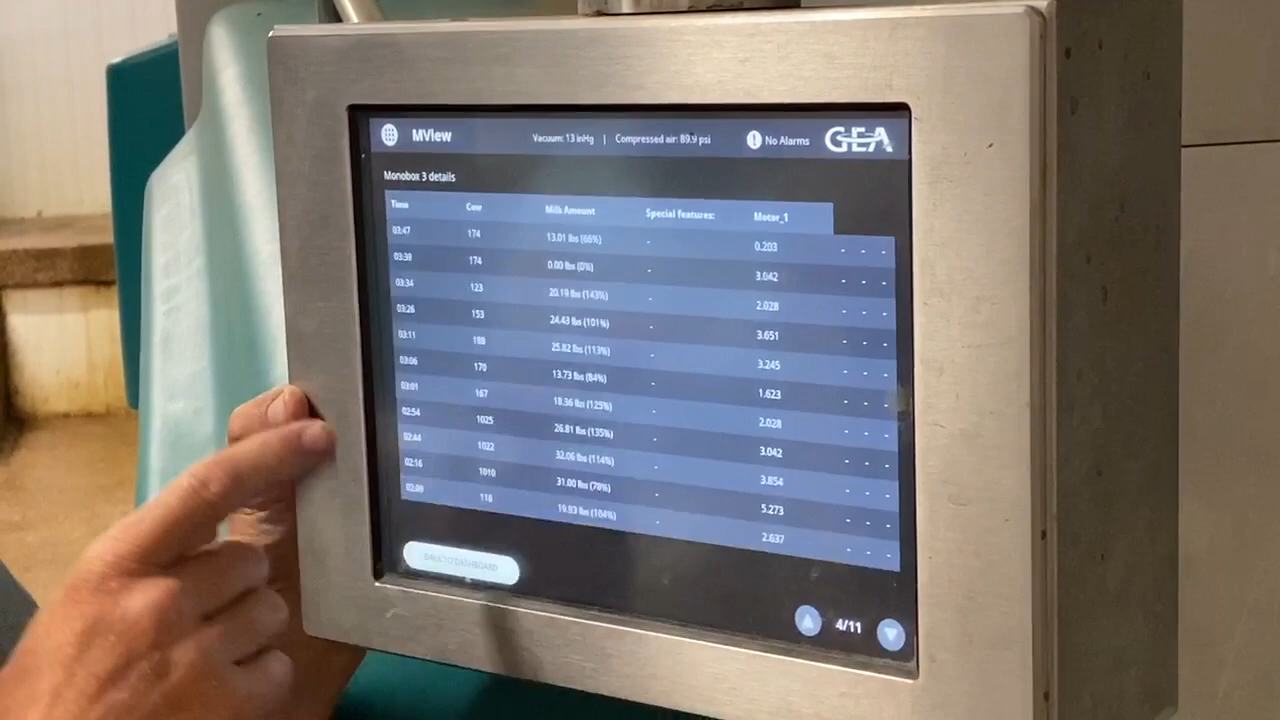 MView Vacuum: 13 inHg | Compressed air: 89.9 psi No Alarms GEA
Monobox 3 details
Time Cow Milk Amount Special features: Motor_1
03:47 174 13.01 lbs (66%) - 0.203 - - -
03:39 174 0.00 lbs (0%) - 3.042 - - -
03:34 123 20.19 lbs (143%) - 2.028 - - -
03:26 153 24.43 lbs (101%) - 3.651 - - -
03:11 188 25.82 lbs (113%) - 3.245 - - -
03:06 170 13.73 lbs (84%) - 1.623 - - -
03:01 167 18.36 lbs (125%) - 2.028 - - -
02:54 1025 26.81 lbs (135%) - 3.042 - - -
02:44 1022 32.06 lbs (114%) - 3.854 - - -
02:16 1010 31.00 lbs (78%) - 5.273 - - -
02:09 118 19.93 lbs (104%) - 2.637 - - -
BACK TO DASHBOARD
4/11